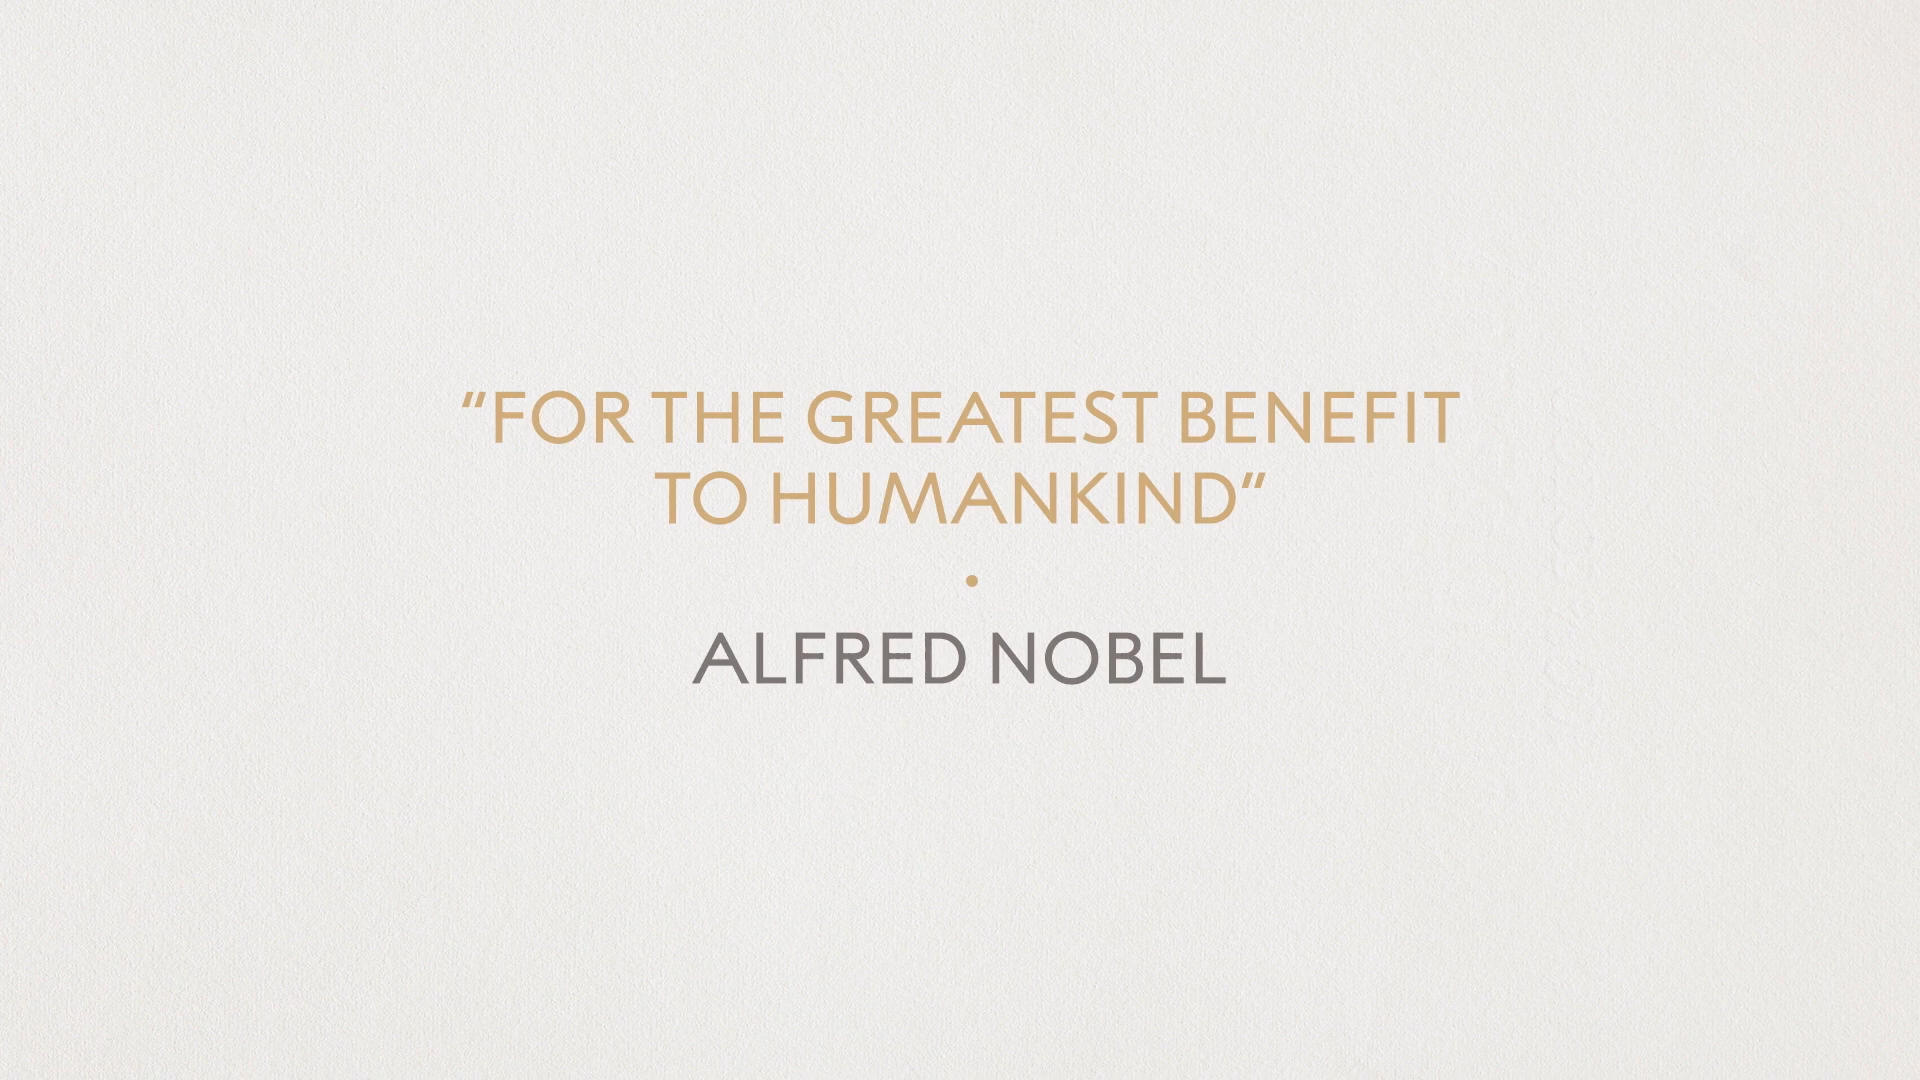 "FOR THE GREATEST BENEFIT
TO HUMANKIND"
•
ALFRED NOBEL